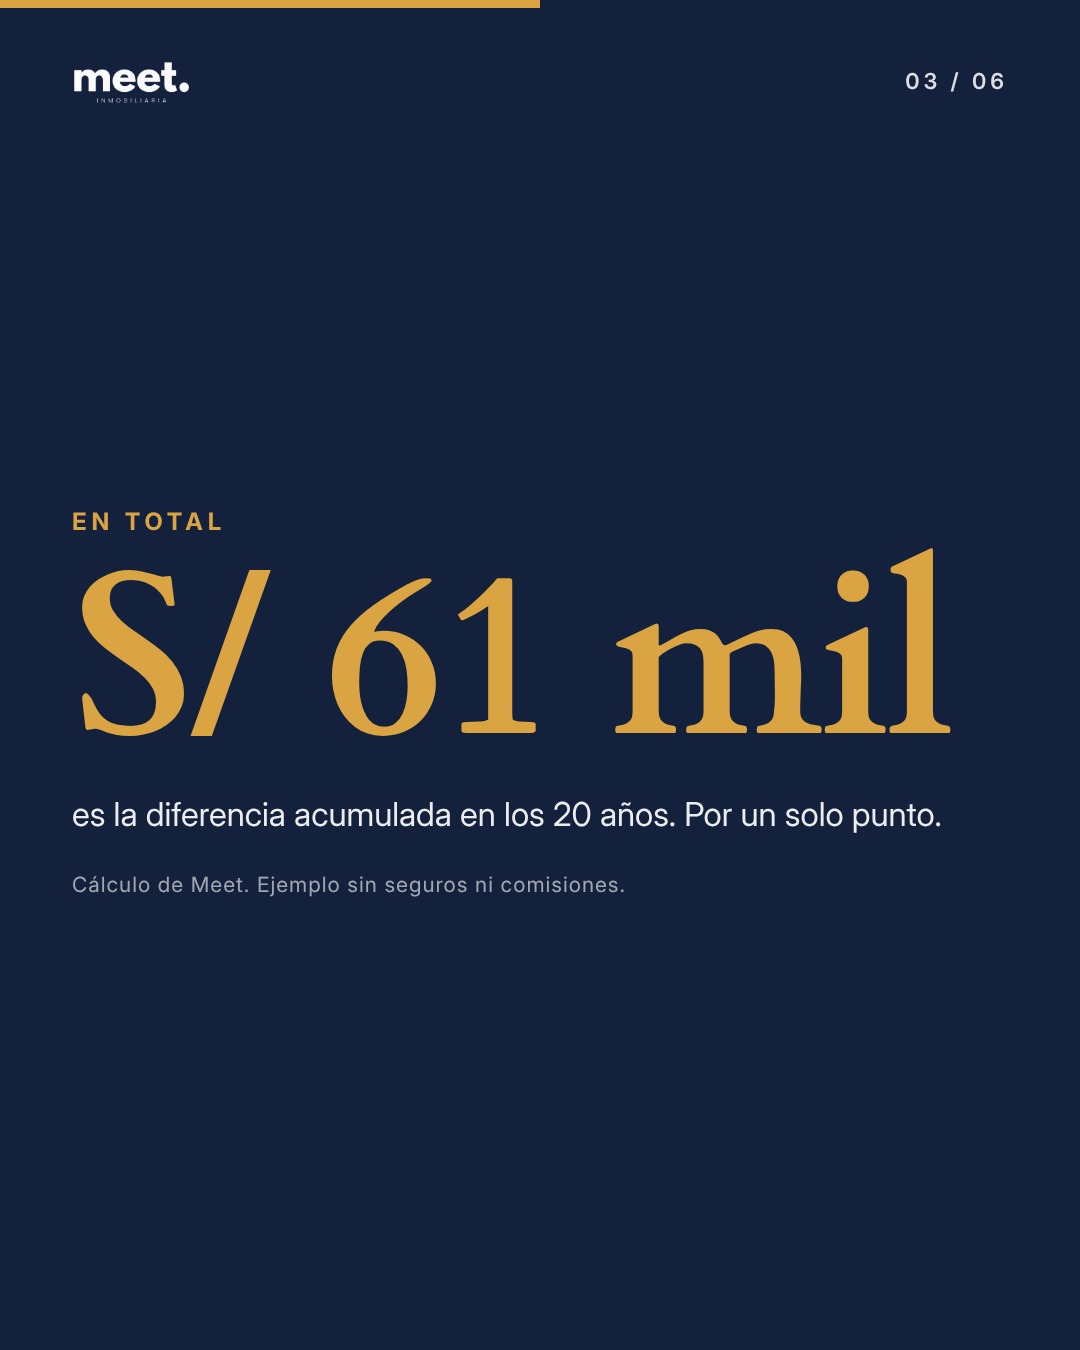 meet.
INMOBILIARIA
03 / 06
EN TOTAL
S/ 61 mil
es la diferencia acumulada en los 20 años. Por un solo punto.
Cálculo de Meet. Ejemplo sin seguros ni comisiones.